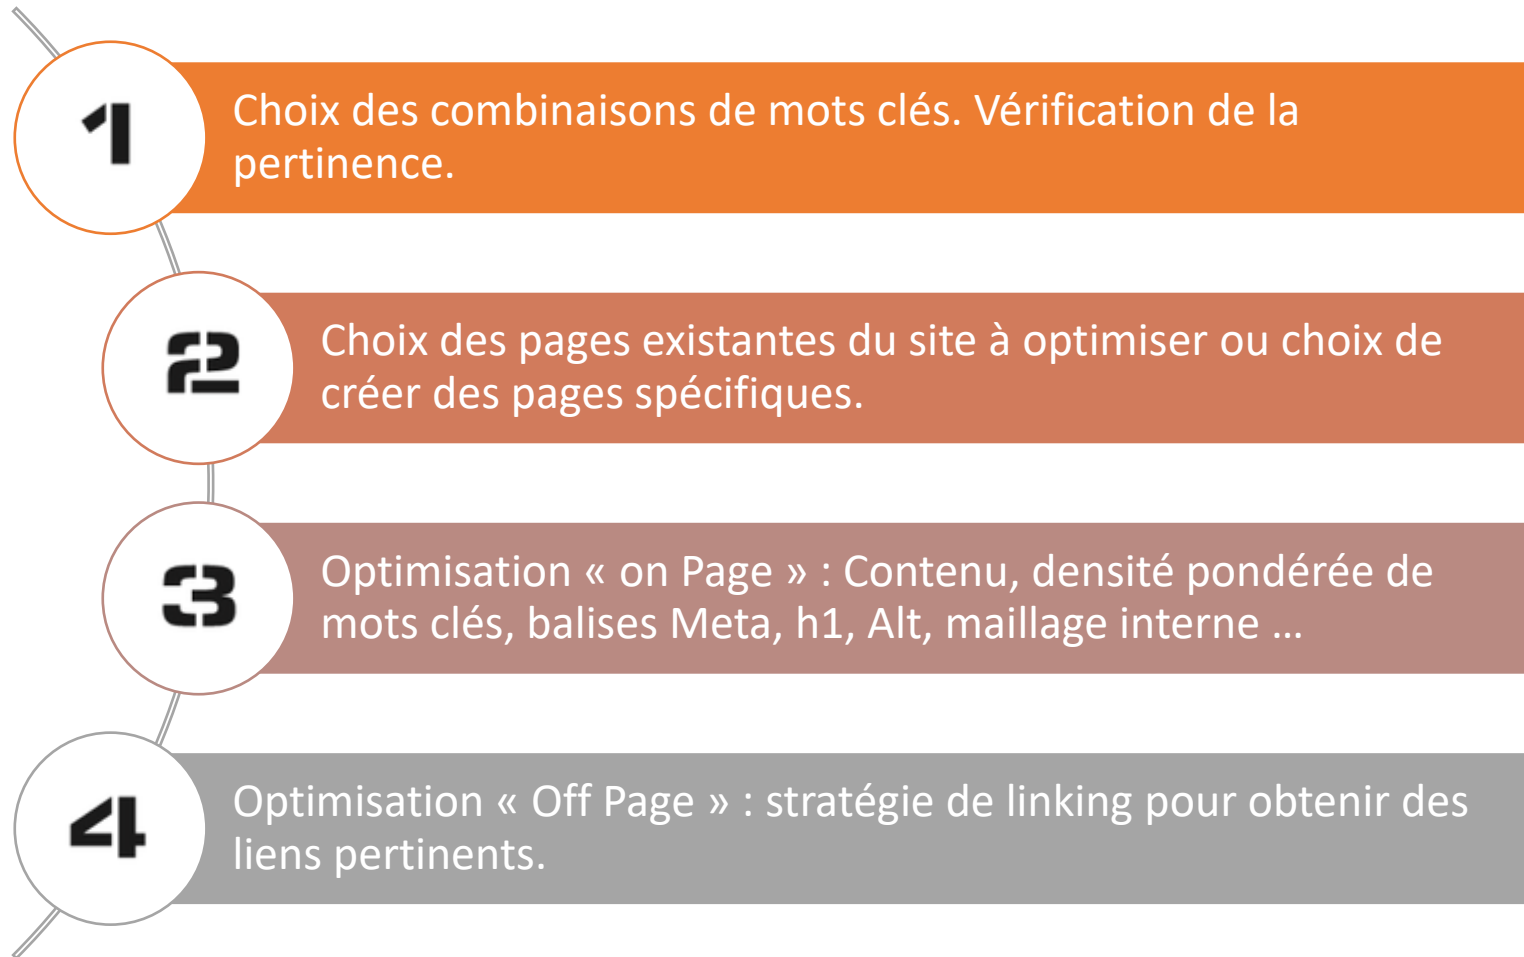 1
Choix des combinaisons de mots clés. Vérification de la
pertinence.
2
Choix des pages existantes du site à optimiser ou choix de
créer des pages spécifiques.
3
Optimisation « on Page » : Contenu, densité pondérée de
mots clés, balises Meta, h1, Alt, maillage interne ...
4
Optimisation « Off Page » : stratégie de linking pour obtenir des
liens pertinents.